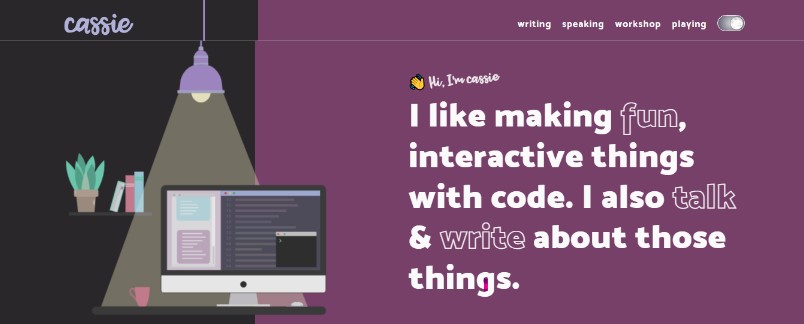 cassie
writing speaking workshop playing
Hi, I'm cassie
I like making fun,
interactive things
with code. I also talk
& write about those
things.